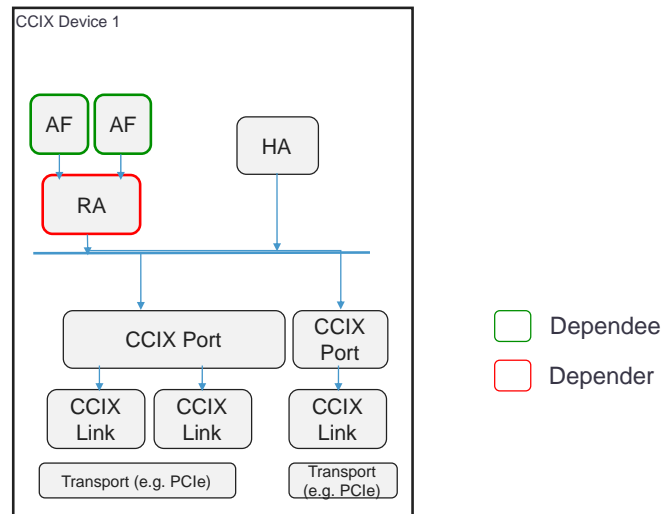 CCIX Device 1
AF
AF
HA
RA
CCIX Port
CCIX
Port
CCIX
Link
CCIX
Link
CCIX
Link
Transport (e.g. PCIe)
Transport
(e.g. PCIe)
Dependee
Depender